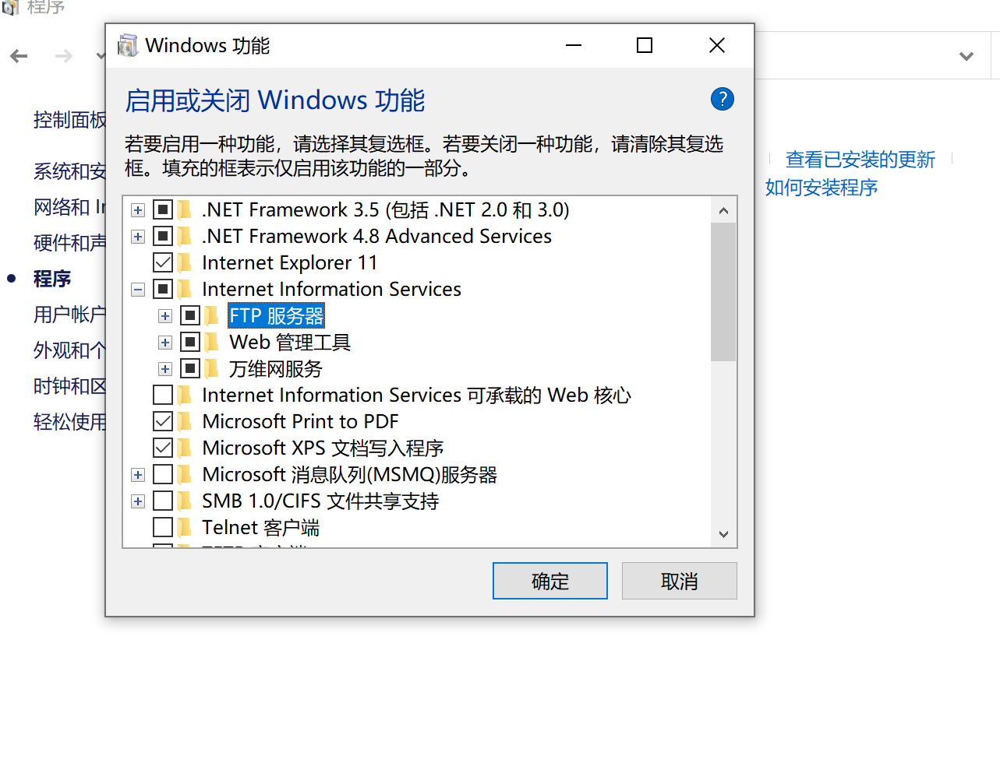 程序
Windows 功能
启用或关闭 Windows 功能
?
若要启用一种功能，请选择其复选框。若要关闭一种功能，请清除其复选
框。填充的框表示仅启用该功能的一部分。
控制面板
系统和安
网络和 In
硬件和声
程序
用户帐户
外观和个
时钟和区
轻松使用
查看已安装的更新
如何安装程序
.NET Framework 3.5 (包括 .NET 2.0 和 3.0)
.NET Framework 4.8 Advanced Services
Internet Explorer 11
Internet Information Services
FTP 服务器
Web 管理工具
万维网服务
Internet Information Services 可承载的 Web 核心
Microsoft Print to PDF
Microsoft XPS 文档写入程序
Microsoft 消息队列(MSMQ)服务器
SMB 1.0/CIFS 文件共享支持
Telnet 客户端
确定
取消